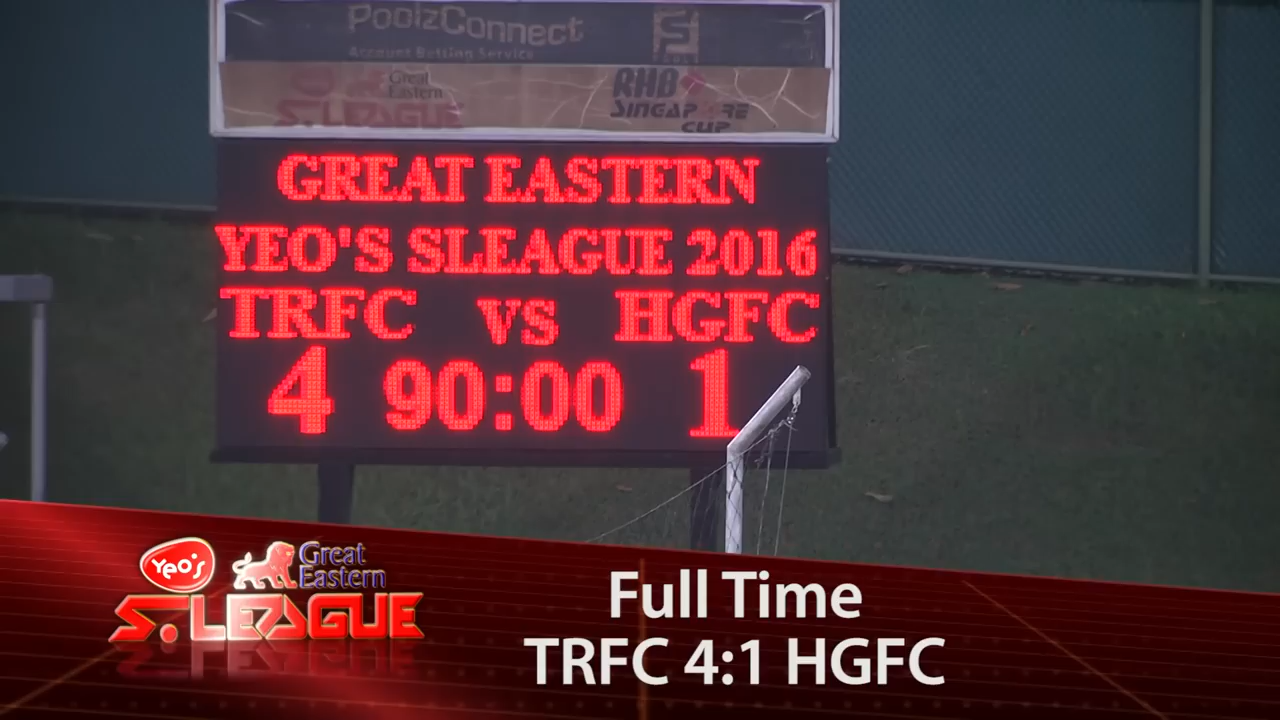 PoolzConnect
Account Betting Service
Great
Eastern
S.LEAGUE
RHB
SINGAPORE
CUP
GREAT EASTERN
YEO'S SLEAGUE 2016
TRFC VS HGFC
4 90:00 1
Yeo's
Great
Eastern
S.LEAGUE
Full Time
TRFC 4:1 HGFC